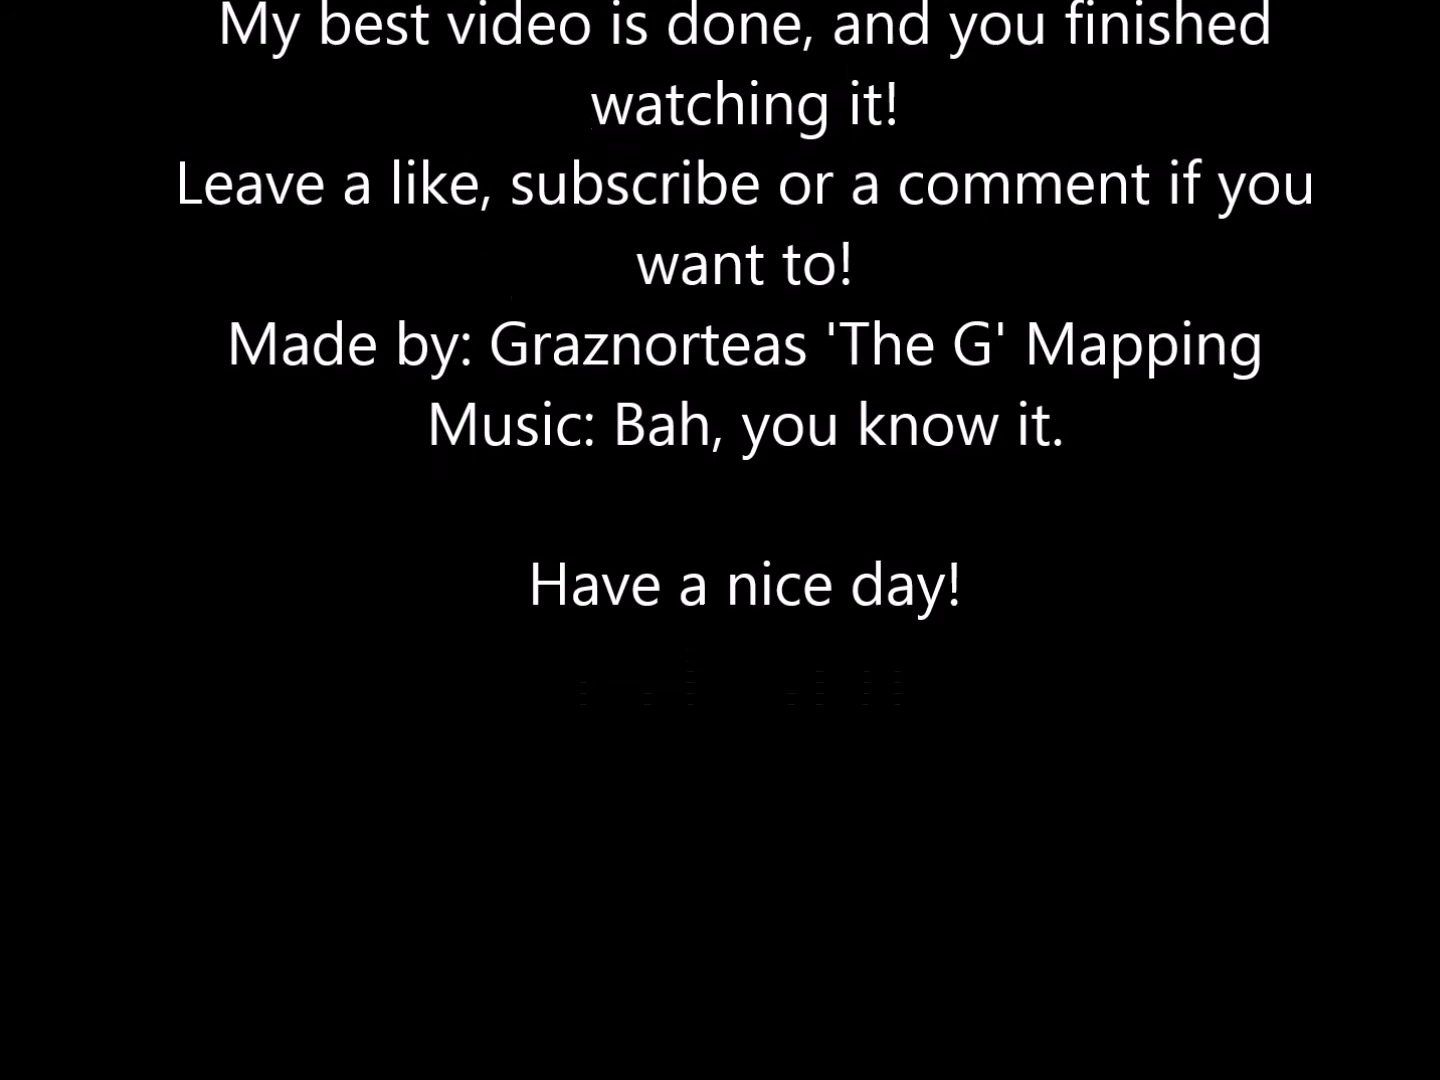 My best video is done, and you finished
watching it!
Leave a like, subscribe or a comment if you
want to!
Made by: Graznorteas 'The G' Mapping
Music: Bah, you know it.
Have a nice day!